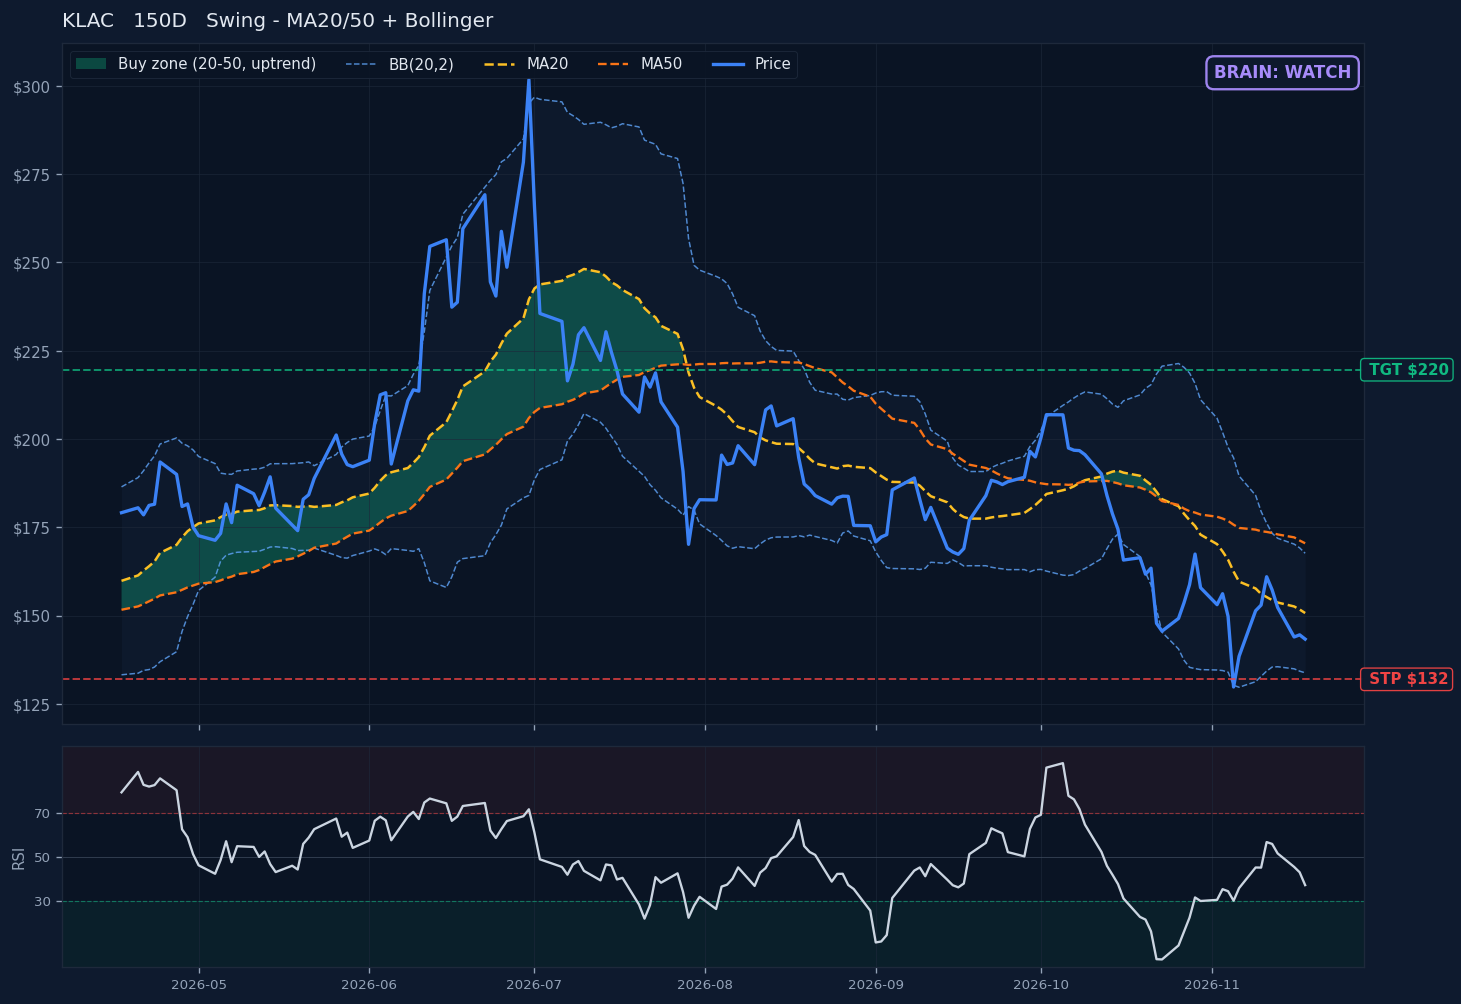 KLAC   150D   Swing - MA20/50 + Bollinger
Buy zone (20-50, uptrend)   BB(20,2)   MA20   MA50   Price
BRAIN: WATCH
$300
$275
$250
$225
TGT $220
$200
$175
$150
STP $132
$125
RSI
70
50
30
2026-05   2026-06   2026-07   2026-08   2026-09   2026-10   2026-11